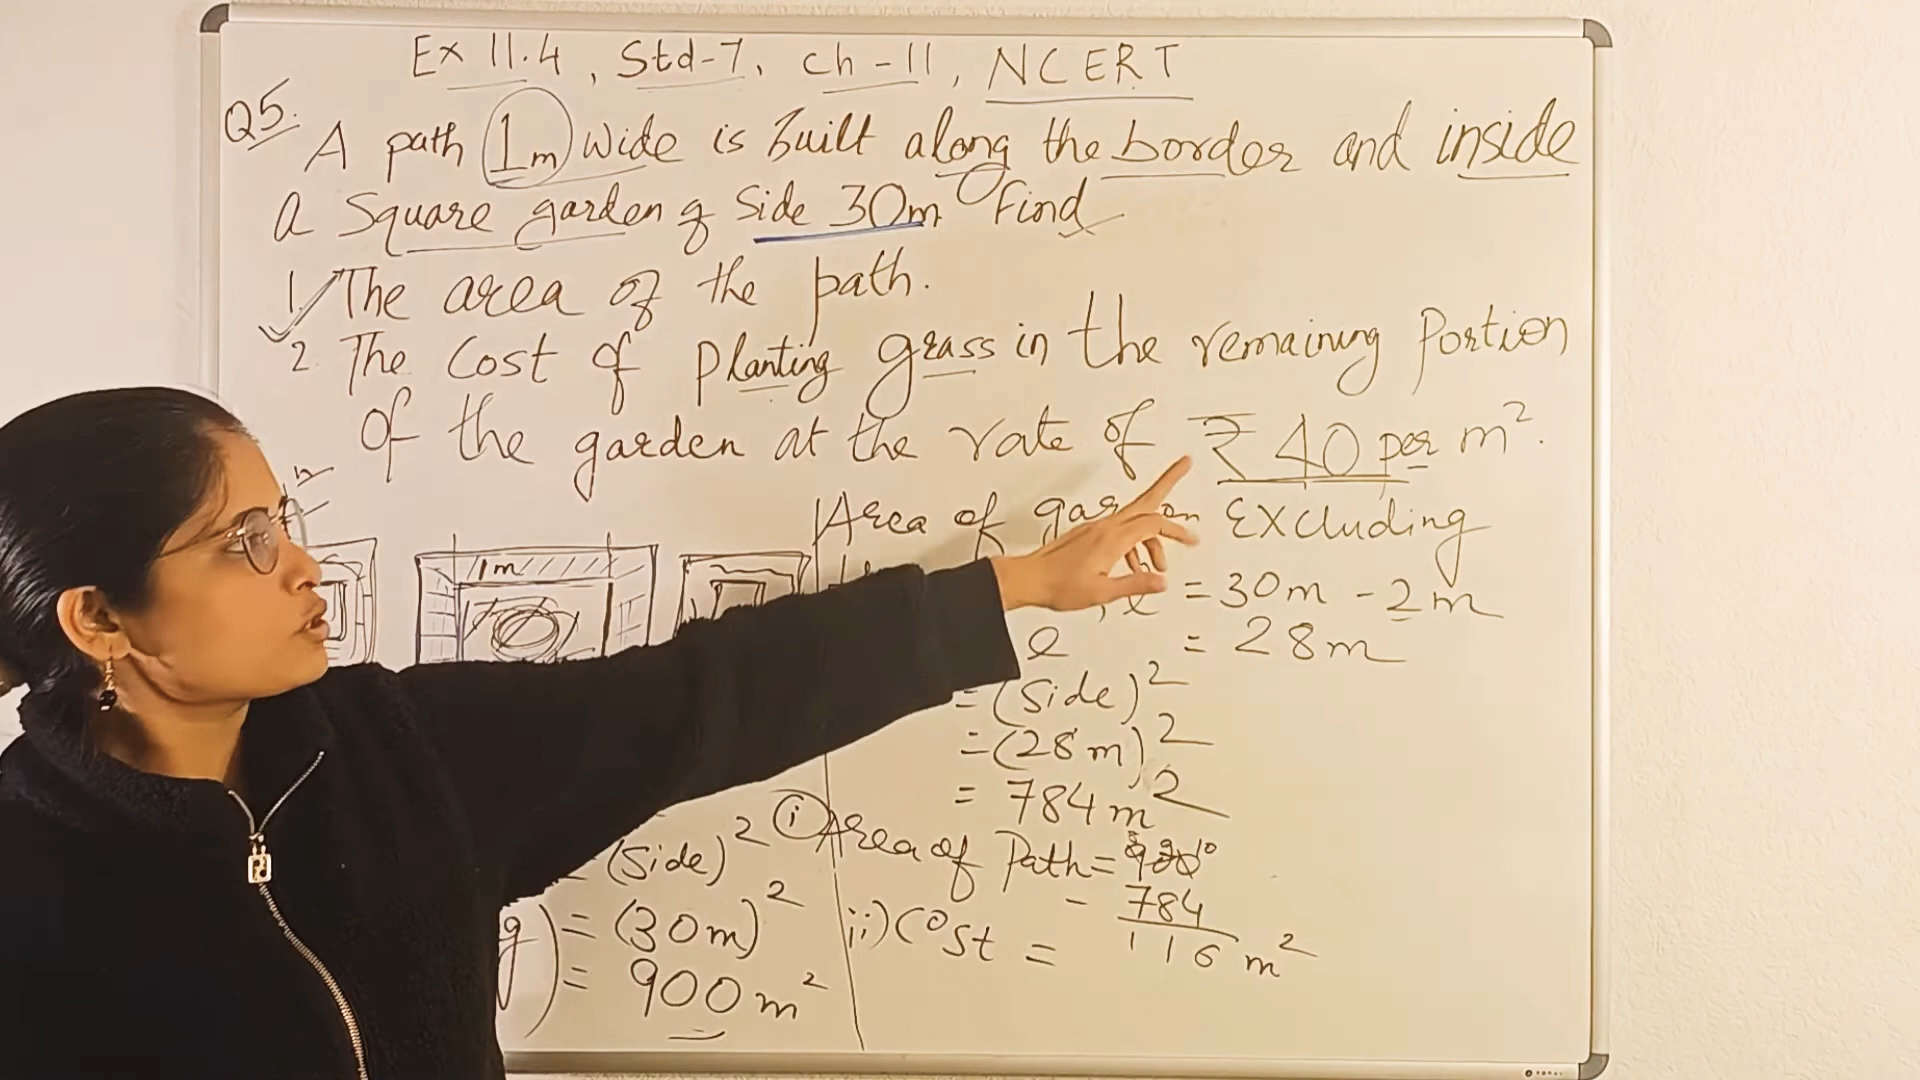 Ex 11.4, Std-7, Ch-11, NCERT
Q5.
A path 1m wide is built along the border and inside
a Square garden of side 30m Find
1. The area of the path.
2. The cost of planting grass in the remaining Portion
of the garden at the rate of ₹ 40 per m².
1m
= (Side)²
= (30m)²
= 900 m²
Area of Excluding
l = 30m - 2m
= 28m
= (Side)²
= (28m)²
= 784 m²
(i) Area of Path = 900
- 784
116 m²
ii) Cost =